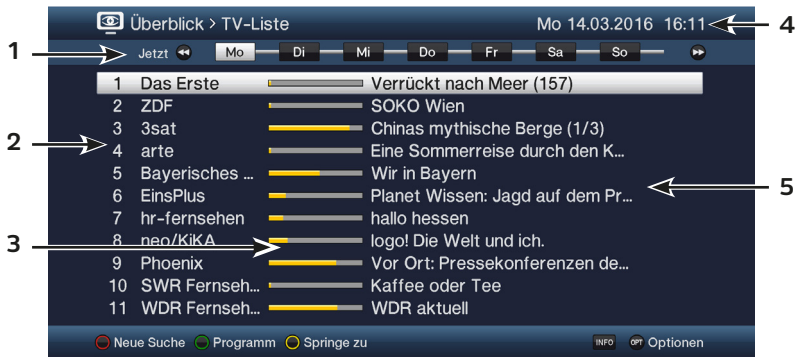 Überblick > TV-Liste Mo 14.03.2016 16:11 4
1 Jetzt Mo Di Mi Do Fr Sa So
1 Das Erste Verrückt nach Meer (157)
2 ZDF SOKO Wien
3 3sat Chinas mythische Berge (1/3)
2 4 arte Eine Sommerreise durch den K...
5 Bayerisches ... Wir in Bayern
6 EinsPlus Planet Wissen: Jagd auf dem Pr... 5
7 hr-fernsehen hallo hessen
3 8 neo/KiKA logo! Die Welt und ich.
9 Phoenix Vor Ort: Pressekonferenzen de...
10 SWR Fernseh... Kaffee oder Tee
11 WDR Fernseh... WDR aktuell
Neue Suche Programm Springe zu INFO OPT Optionen